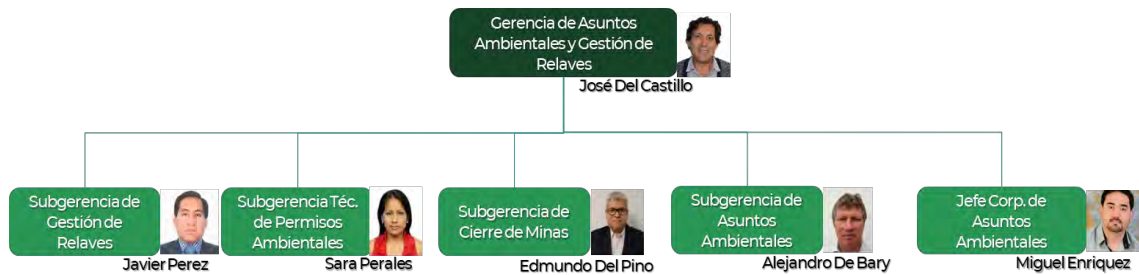 Gerencia de Asuntos
Ambientales y Gestión de
Relaves
José Del Castillo
Subgerencia de
Gestión de
Relaves
Javier Perez
Subgerencia Téc.
de Permisos
Ambientales
Sara Perales
Subgerencia de
Cierre de Minas
Edmundo Del Pino
Subgerencia de
Asuntos
Ambientales
Alejandro De Bary
Jefe Corp. de
Asuntos
Ambientales
Miguel Enriquez